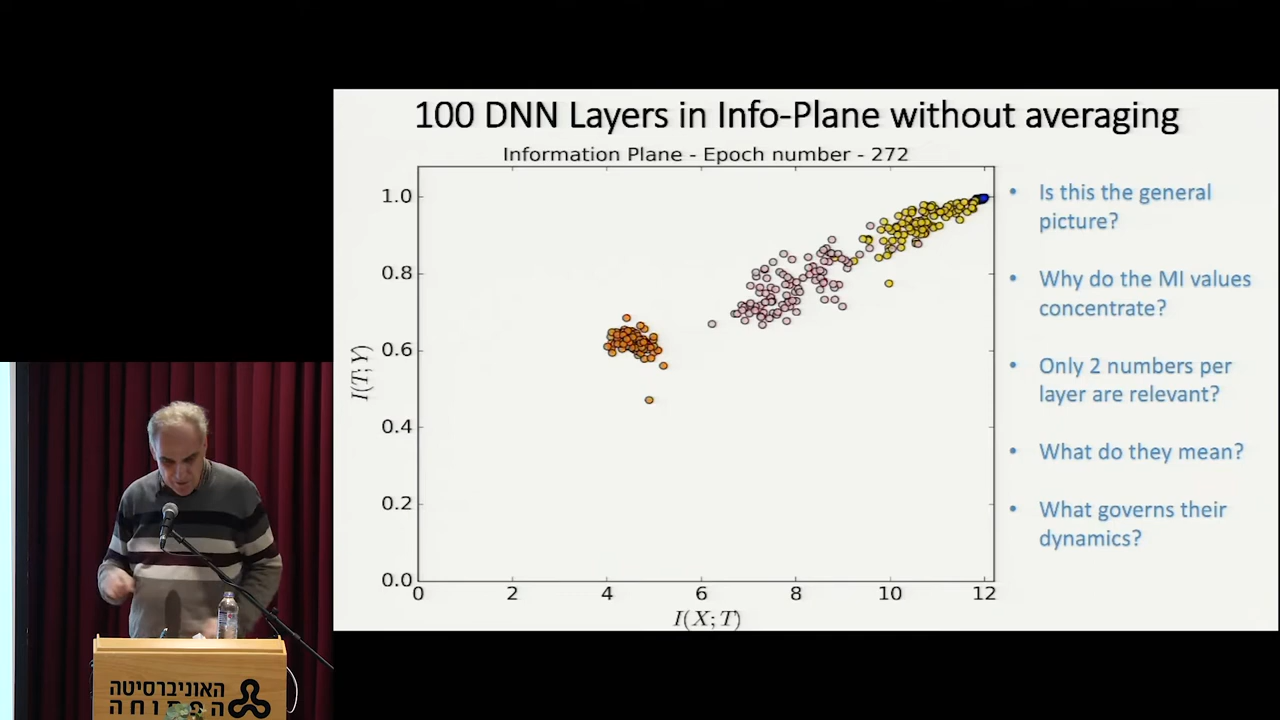 100 DNN Layers in Info-Plane without averaging
Information Plane - Epoch number - 272
1.0
0.8
0.6
0.4
0.2
0.0
I(T;Y)
0 2 4 6 8 10 12
I(X;T)
• Is this the general
picture?
• Why do the MI values
concentrate?
• Only 2 numbers per
layer are relevant?
• What do they mean?
• What governs their
dynamics?
האוניברסיטה
הפתוחה